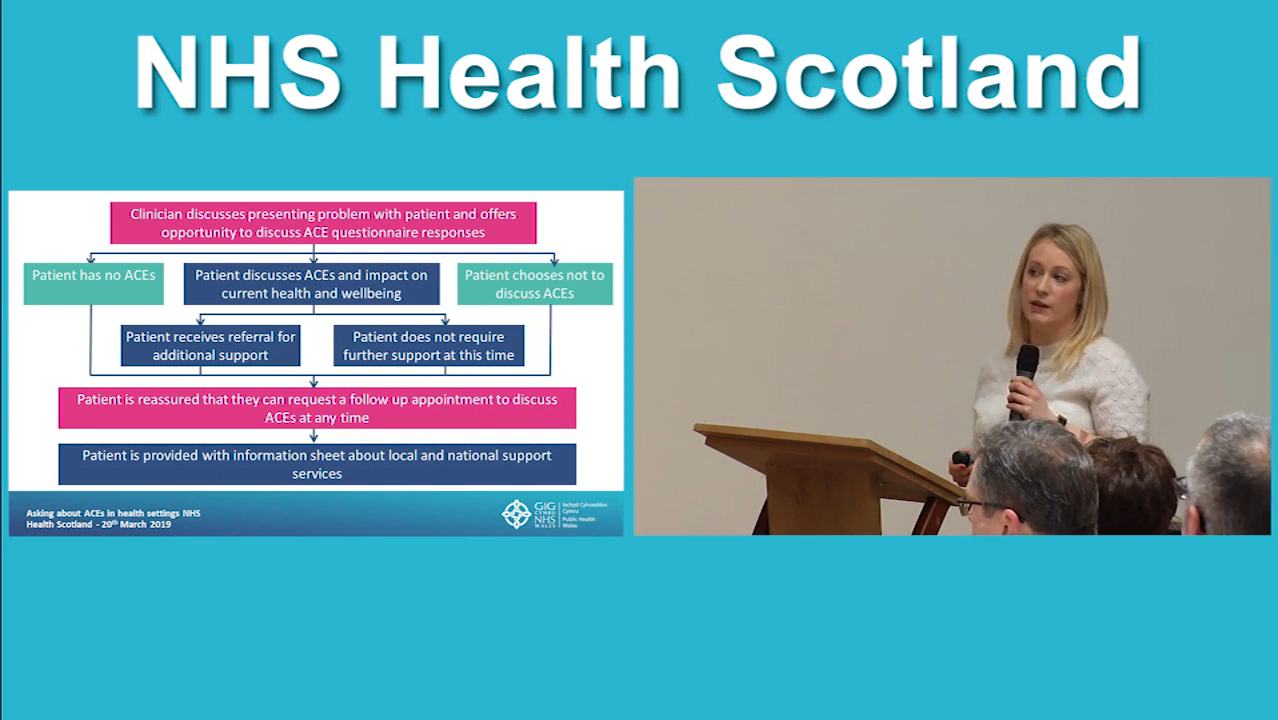 NHS Health Scotland
Clinician discusses presenting problem with patient and offers
opportunity to discuss ACE questionnaire responses
Patient has no ACEs
Patient discusses ACEs and impact on
current health and wellbeing
Patient chooses not to
discuss ACEs
Patient receives referral for
additional support
Patient does not require
further support at this time
Patient is reassured that they can request a follow up appointment to discuss
ACEs at any time
Patient is provided with information sheet about local and national support
services
Asking about ACEs in health settings NHS
Health Scotland - 20th March 2019
GIG
CYMRU
NHS
WALES
Iechyd Cyhoeddus
Cymru
Public Health
Wales